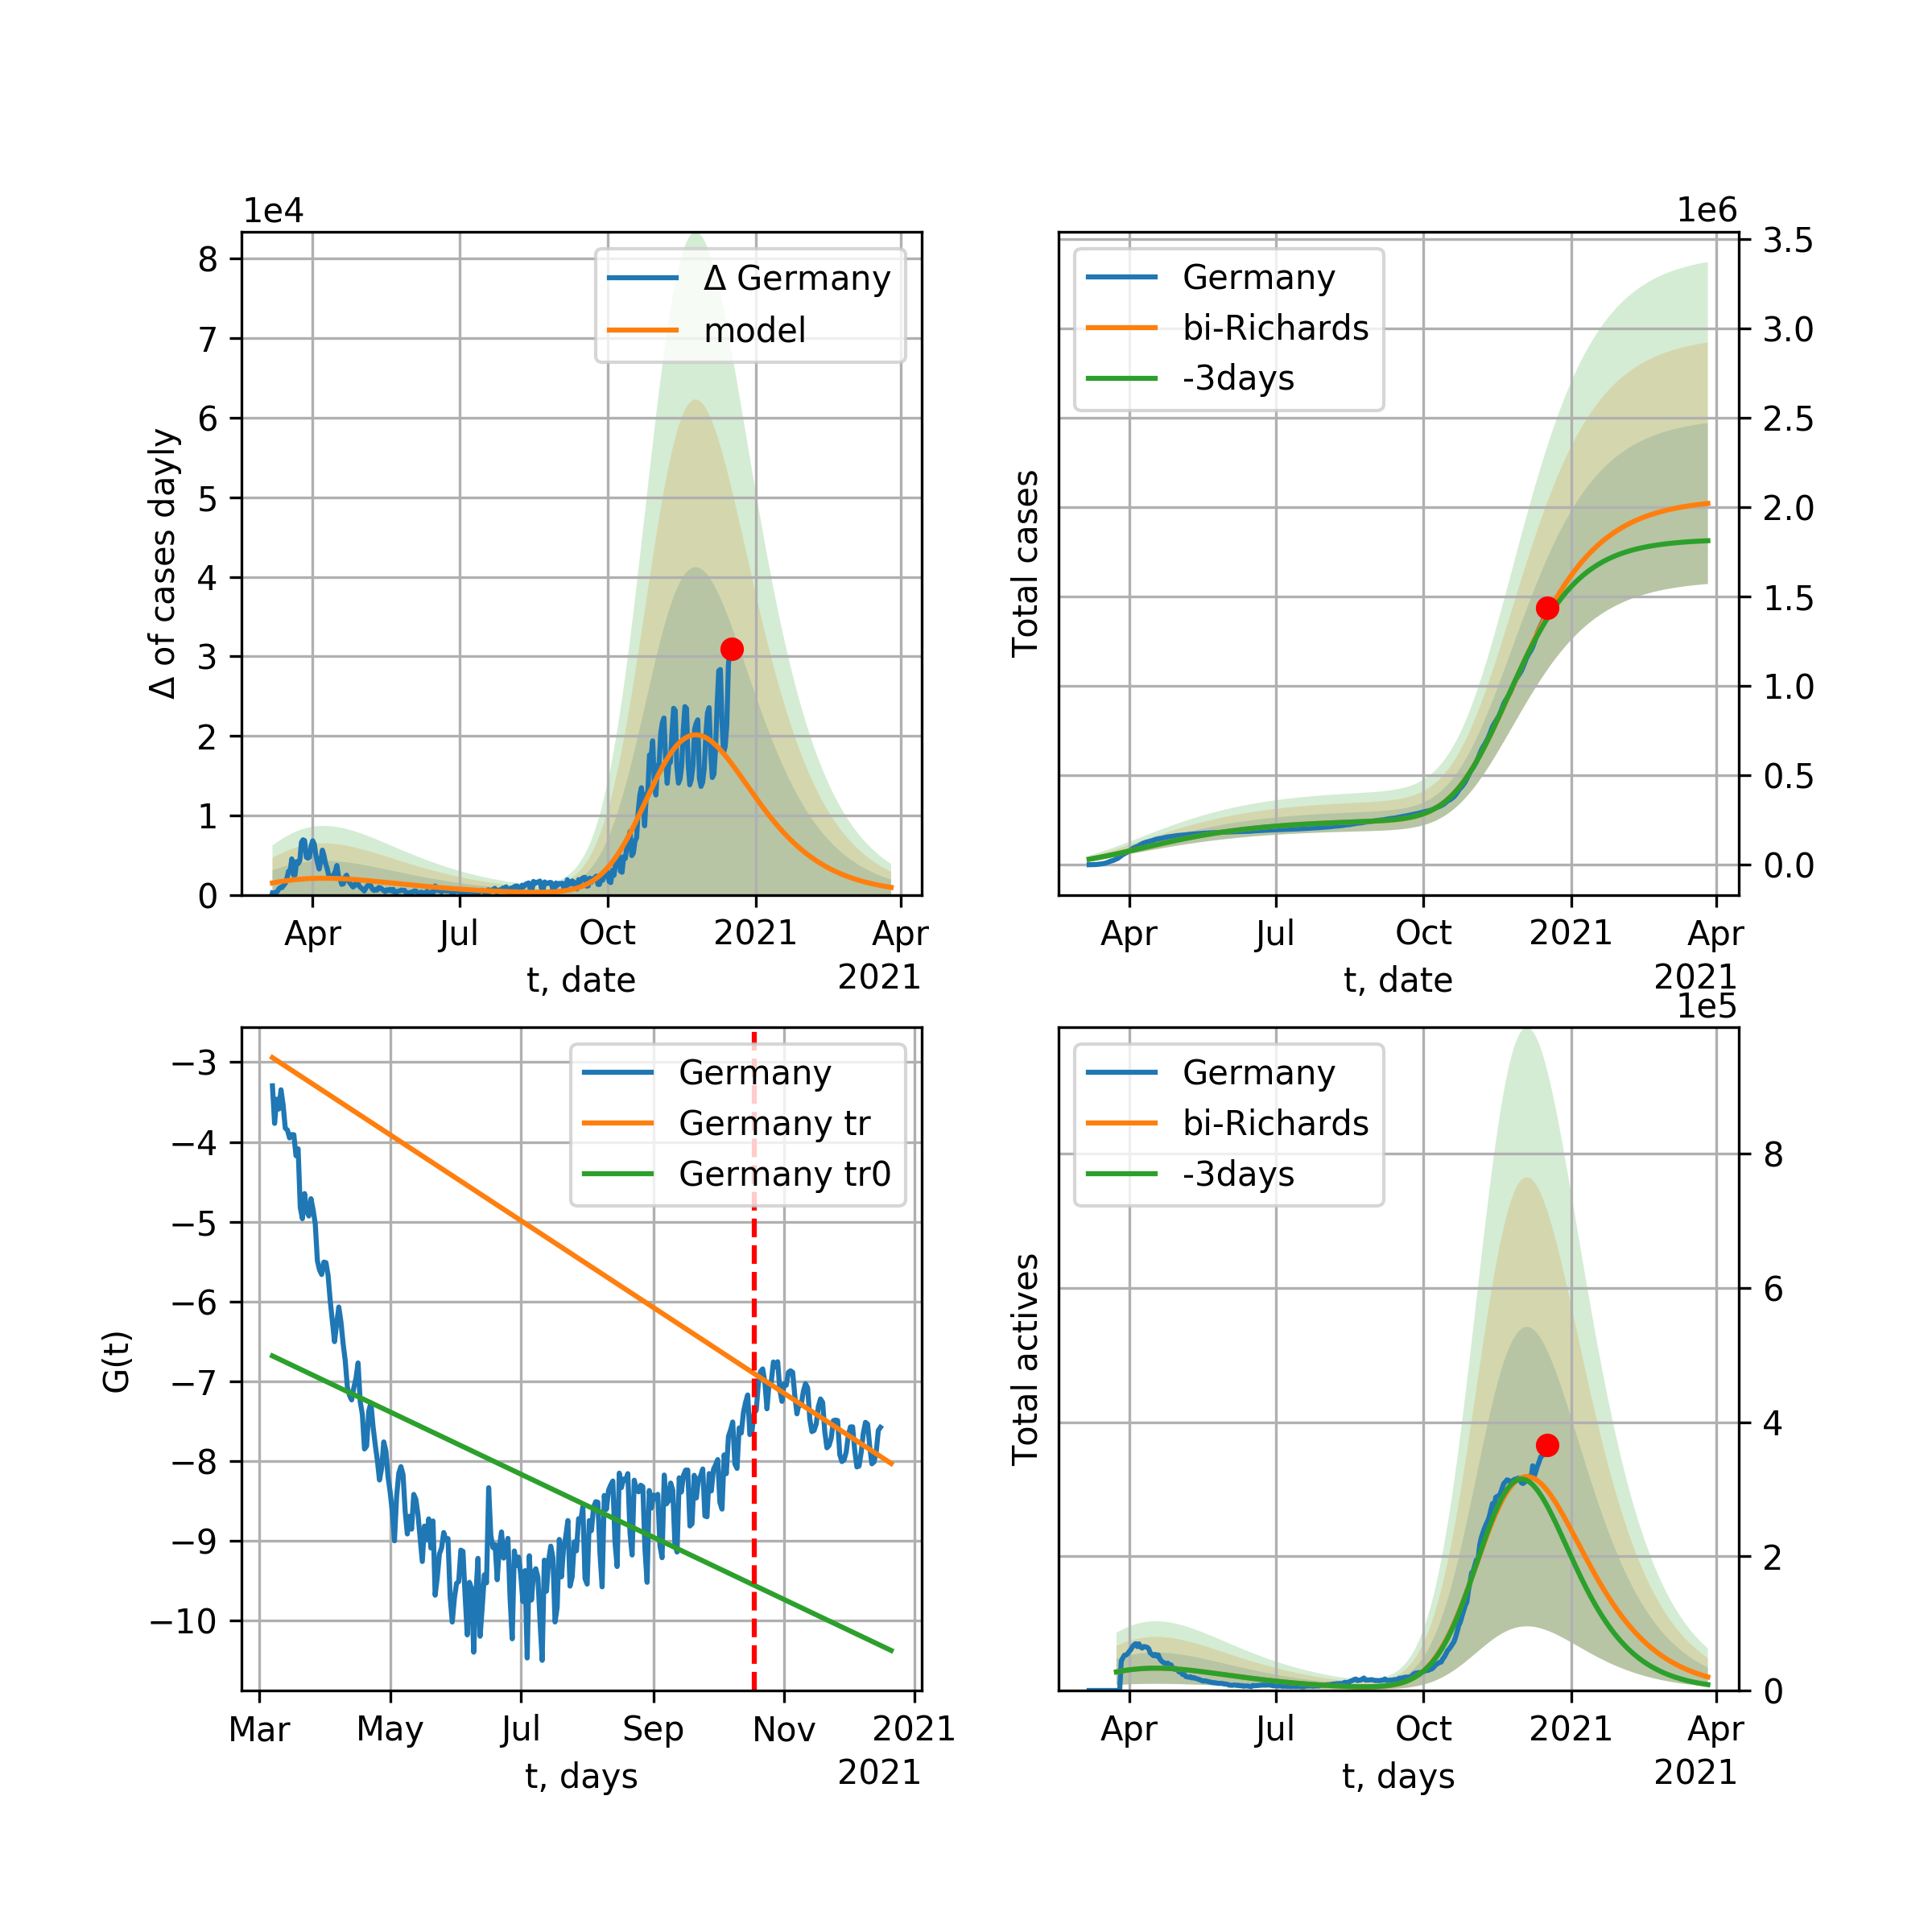 1e4
8
7
6
5
4
3
2
1
0
Δ of cases dayly
Δ Germany
model
Apr
Jul
Oct
2021
Apr
t, date
2021
1e6
3.5
3.0
2.5
2.0
1.5
1.0
0.5
0.0
Total cases
Germany
bi-Richards
-3days
Apr
Jul
Oct
2021
Apr
t, date
2021
−3
−4
−5
−6
−7
−8
−9
−10
G(t)
Germany
Germany tr
Germany tr0
Mar
May
Jul
Sep
Nov
2021
t, days
2021
1e5
8
6
4
2
0
Total actives
Germany
bi-Richards
-3days
Apr
Jul
Oct
2021
Apr
t, days
2021